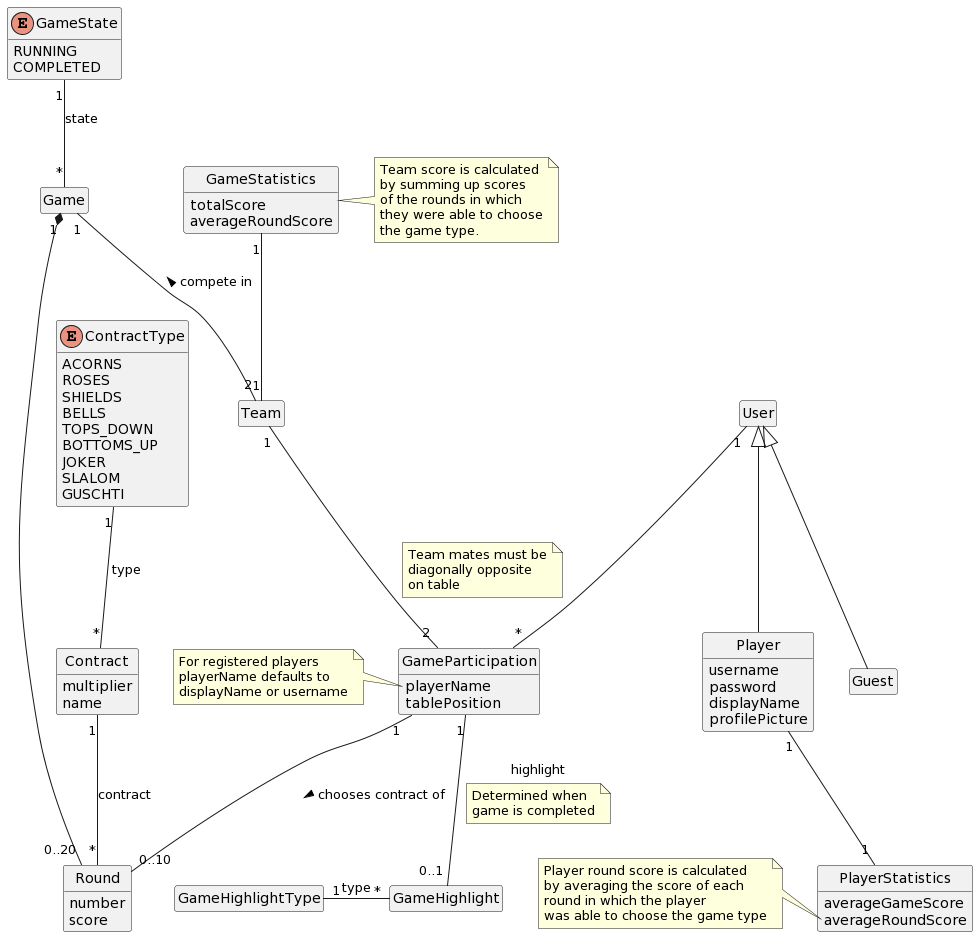 E GameState
RUNNING
COMPLETED
1
state
*
Game
1
1
GameStatistics
totalScore
averageRoundScore
1
Team score is calculated
by summing up scores
of the rounds in which
they were able to choose
the game type.
compete in
E ContractType
ACORNS
ROSES
SHIELDS
BELLS
TOPS_DOWN
BOTTOMS_UP
JOKER
SLALOM
GUSCHTI
1
2
1
Team
1
User
1
type
*
Team mates must be
diagonally opposite
on table
2
*
Contract
multiplier
name
1
For registered players
playerName defaults to
displayName or username
GameParticipation
playerName
tablePosition
1
1
Player
username
password
displayName
profilePicture
1
Guest
contract
*
chooses contract of
highlight
Determined when
game is completed
0..20
0..10
0..1
1
Round
number
score
GameHighlightType
1
type
*
GameHighlight
Player round score is calculated
by averaging the score of each
round in which the player
was able to choose the game type
PlayerStatistics
averageGameScore
averageRoundScore